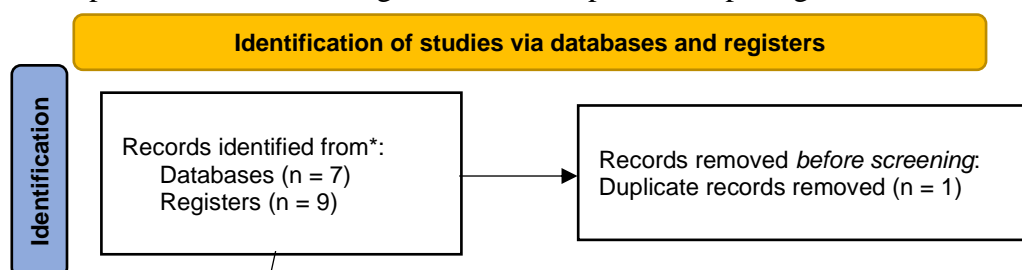 Identification of studies via databases and registers
Identification
Records identified from*:
Databases (n = 7)
Registers (n = 9)
Records removed before screening:
Duplicate records removed (n = 1)